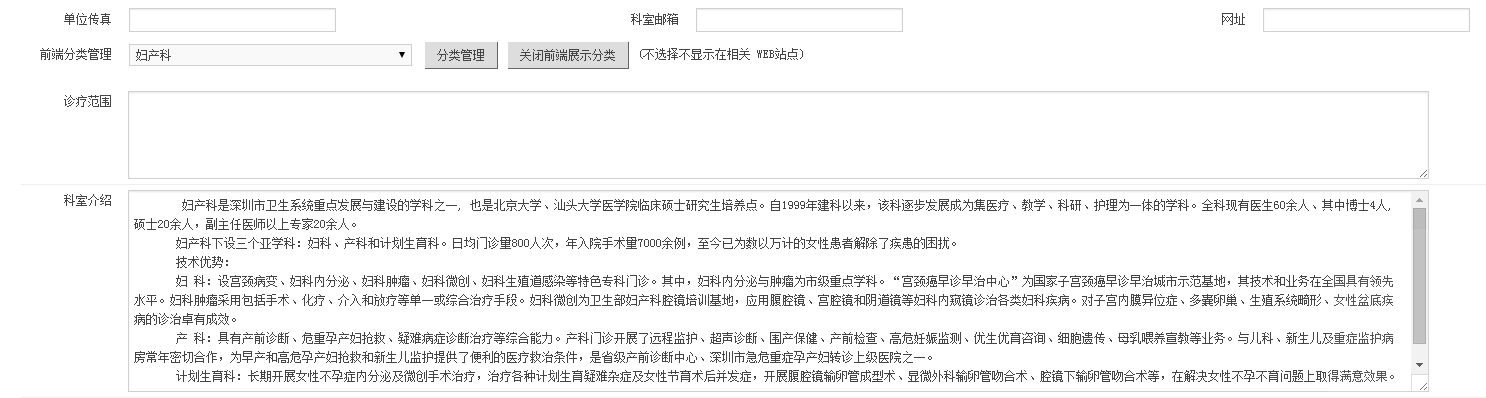 单位传真 科室邮箱 网址
前端分类管理 妇产科 分类管理 关闭前端展示分类 (不选择不显示在相关 WEB站点)
诊疗范围
科室介绍
妇产科是深圳市卫生系统重点发展与建设的学科之一, 也是北京大学、汕头大学医学院临床硕士研究生培养点。自1999年建科以来，该科逐步发展成为集医疗、教学、科研、护理为一体的学科。全科现有医生60余人、其中博士4人,
硕士20余人，副主任医师以上专家20余人。
妇产科下设三个亚学科：妇科、产科和计划生育科。日均门诊量800人次，年入院手术量7000余例，至今已为数以万计的女性患者解除了疾患的困扰。
技术优势：
妇 科：设宫颈病变、妇科内分泌、妇科肿瘤、妇科微创、妇科生殖道感染等特色专科门诊。其中，妇科内分泌与肿瘤为市级重点学科。“宫颈癌早诊早治中心”为国家子宫颈癌早诊早治城市示范基地，其技术和业务在全国具有领先
水平。妇科肿瘤采用包括手术、化疗、介入和放疗等单一或综合治疗手段。妇科微创为卫生部妇产科腔镜培训基地，应用腹腔镜、宫腔镜和阴道镜等妇科内窥镜诊治各类妇科疾病。对子宫内膜异位症、多囊卵巢、生殖系统畸形、女性盆底疾
病的诊治卓有成效。
产 科：具有产前诊断、危重孕产妇抢救、疑难病症诊断治疗等综合能力。产科门诊开展了远程监护、超声诊断、围产保健、产前检查、高危妊娠监测、优生优育咨询、细胞遗传、母乳喂养宣教等业务。与儿科、新生儿及重症监护病
房常年密切合作，为早产和高危孕产妇抢救和新生儿监护提供了便利的医疗救治条件，是省级产前诊断中心、深圳市急危重症孕产妇转诊上级医院之一。
计划生育科：长期开展女性不孕症内分泌及微创手术治疗，治疗各种计划生育疑难杂症及女性节育术后并发症，开展腹腔镜输卵管成型术、显微外科输卵管吻合术、腔镜下输卵管吻合术等，在解决女性不孕不育问题上取得满意效果。